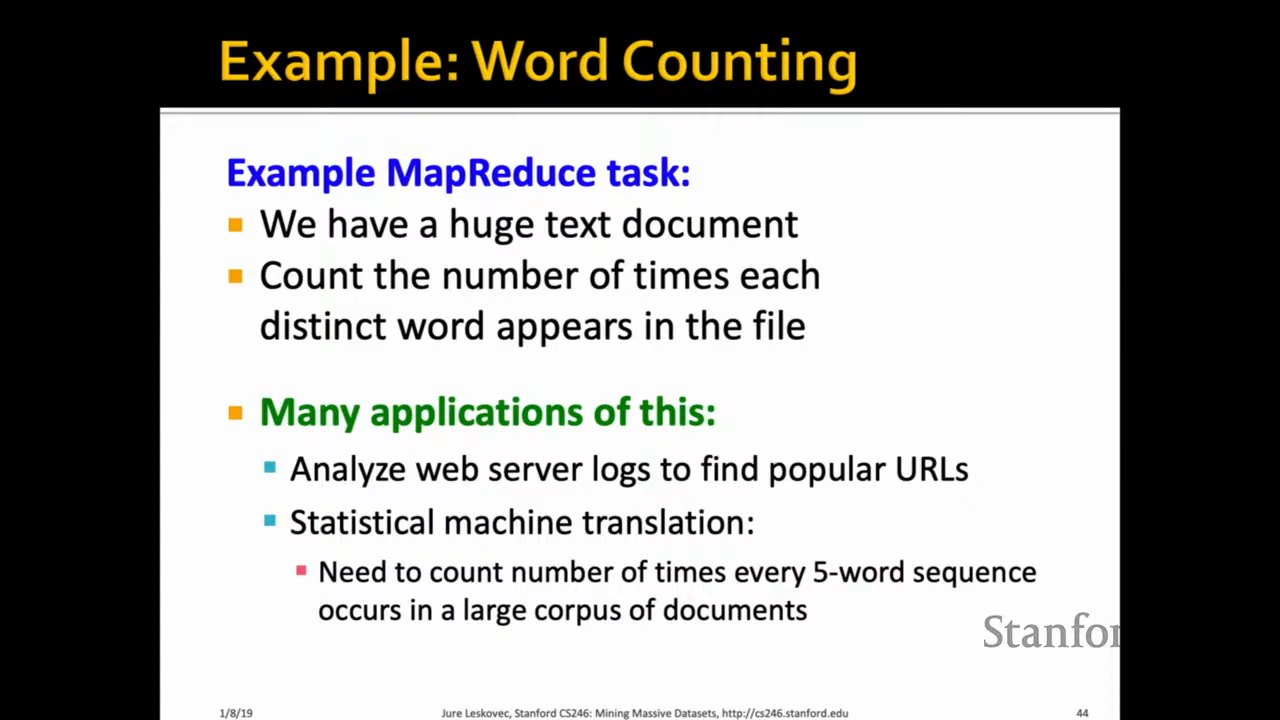 Example: Word Counting
Example MapReduce task:
We have a huge text document
Count the number of times each
distinct word appears in the file
Many applications of this:
Analyze web server logs to find popular URLs
Statistical machine translation:
Need to count number of times every 5-word sequence
occurs in a large corpus of documents
Stanfor
1/8/19
Jure Leskovec, Stanford CS246: Mining Massive Datasets, http://cs246.stanford.edu
44